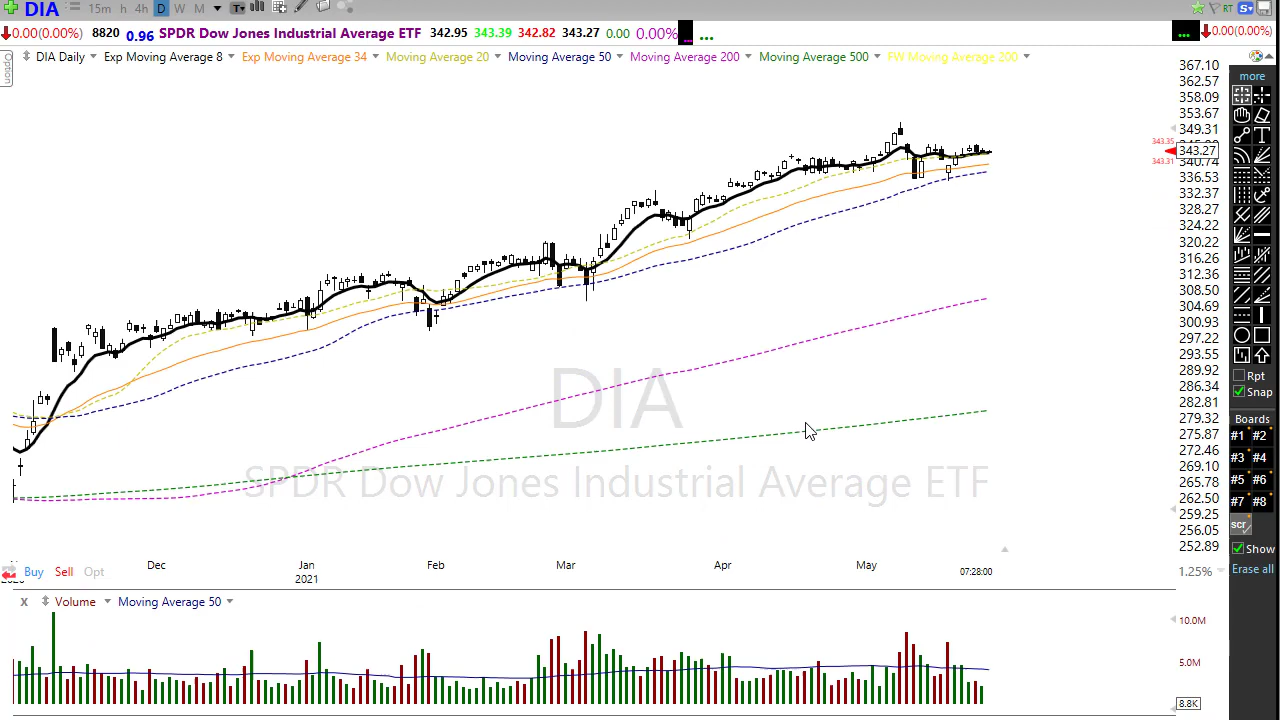 DIA 15m h 4h D W M T RT S
0.00(0.00%) 8820 0.96 SPDR Dow Jones Industrial Average ETF 342.95 343.39 342.82 343.27 0.00 0.00% ... ... 0.00(0.00%)
Option DIA Daily Exp Moving Average 8 Exp Moving Average 34 Moving Average 20 Moving Average 50 Moving Average 200 Moving Average 500 FW Moving Average 200
367.10
362.57
358.09
353.67
349.31
343.35
343.27
343.31
340.74
336.53
332.37
328.27
324.22
320.22
316.26
312.36
308.50
304.69
300.93
297.22
293.55
289.92
286.34
282.81
279.32
275.87
272.46
269.10
265.78
262.50
259.25
256.05
252.89
DIA
SPDR Dow Jones Industrial Average ETF
more
Rpt
Snap
Boards
#1 #2
#3 #4
#5 #6
#7 #8
scr
Show
Erase all
Dec Jan Feb Mar Apr May
2021 07:28:00
Buy Sell Opt 1.25%
x Volume Moving Average 50
10.0M
5.0M
8.8K